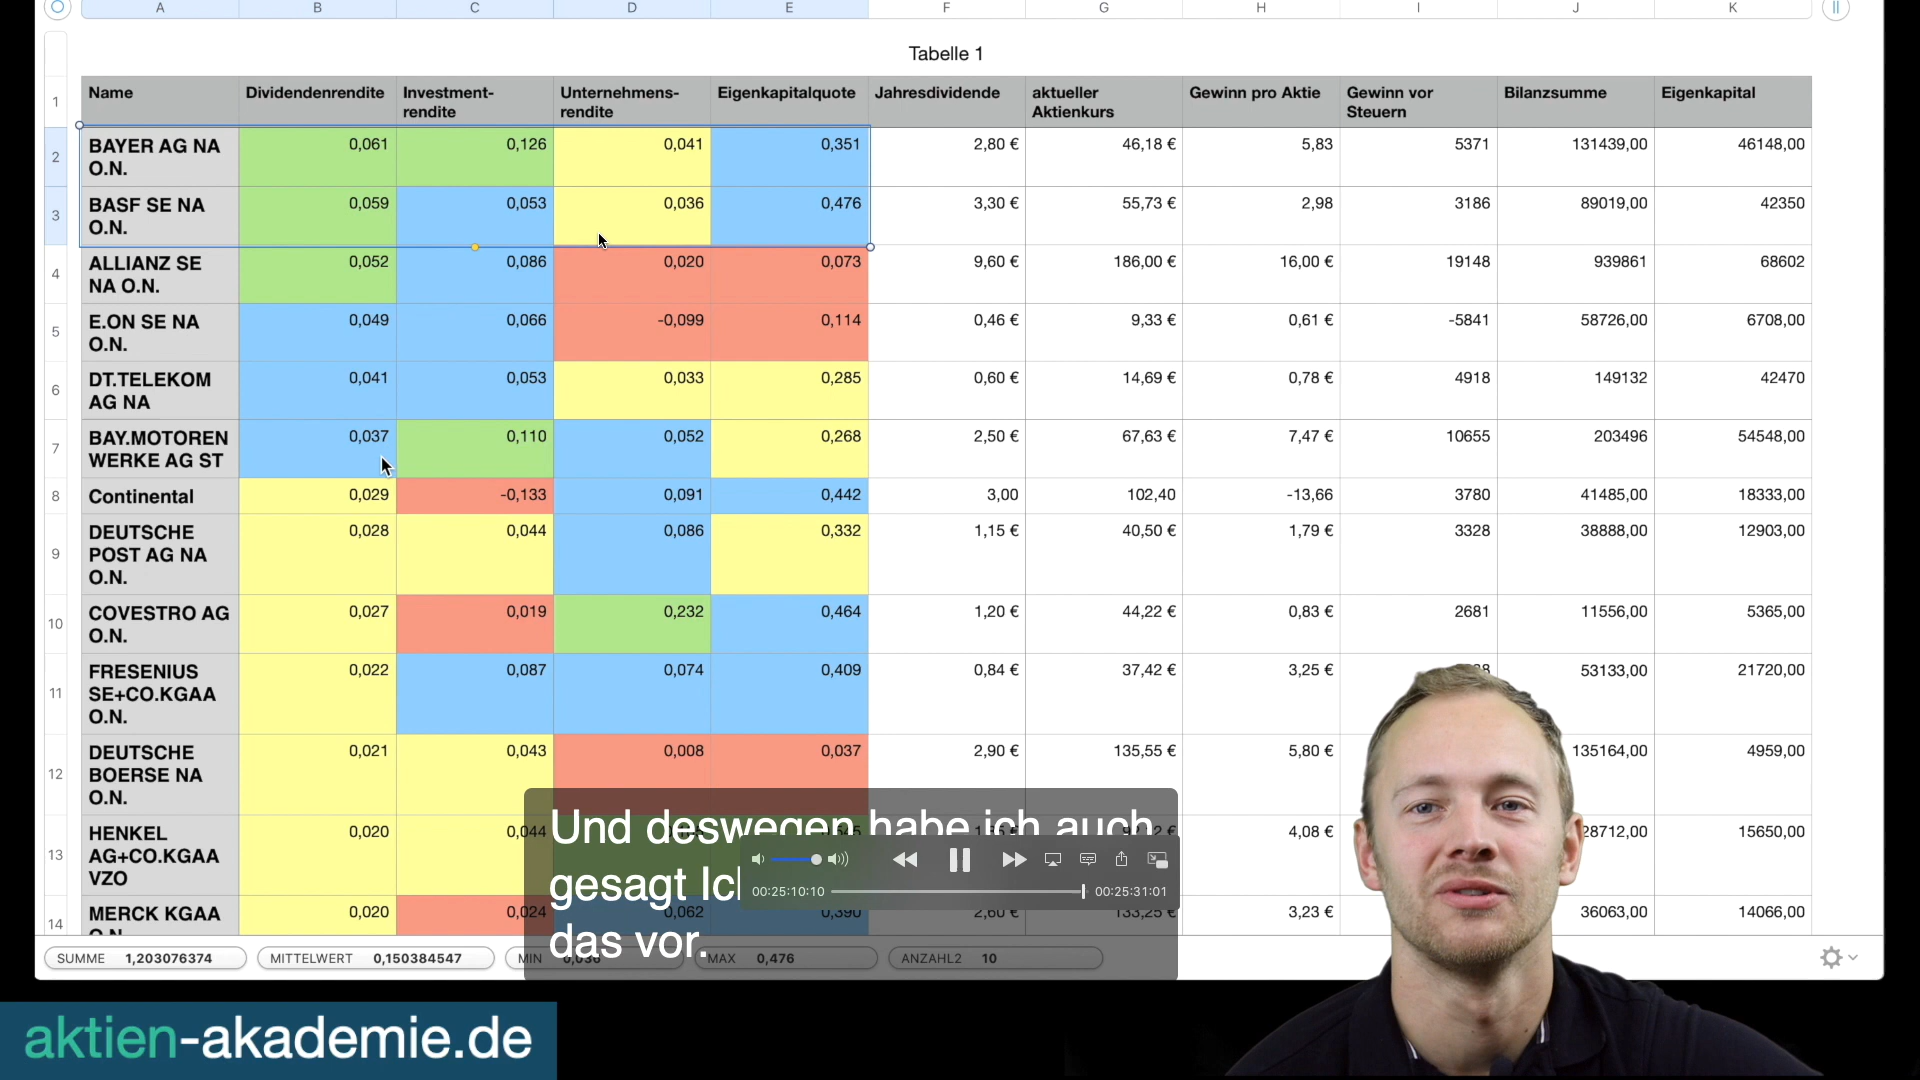 A B C D E F G H I J K
Tabelle 1
1 Name Dividendenrendite Investment- Unternehmens- Eigenkapitalquote Jahresdividende aktueller Gewinn pro Aktie Gewinn vor Bilanzsumme Eigenkapital
rendite rendite Aktienkurs Steuern
2 BAYER AG NA 0,061 0,126 0,041 0,351 2,80 € 46,18 € 5,83 5371 131439,00 46148,00
O.N.
3 BASF SE NA 0,059 0,053 0,036 0,476 3,30 € 55,73 € 2,98 3186 89019,00 42350
O.N.
4 ALLIANZ SE 0,052 0,086 0,020 0,073 9,60 € 186,00 € 16,00 € 19148 939861 68602
NA O.N.
5 E.ON SE NA 0,049 0,066 -0,099 0,114 0,46 € 9,33 € 0,61 € -5841 58726,00 6708,00
O.N.
6 DT.TELEKOM 0,041 0,053 0,033 0,285 0,60 € 14,69 € 0,78 € 4918 149132 42470
AG NA
7 BAY.MOTOREN 0,037 0,110 0,052 0,268 2,50 € 67,63 € 7,47 € 10655 203496 54548,00
WERKE AG ST
8 Continental 0,029 -0,133 0,091 0,442 3,00 102,40 -13,66 3780 41485,00 18333,00
9 DEUTSCHE 0,028 0,044 0,086 0,332 1,15 € 40,50 € 1,79 € 3328 38888,00 12903,00
POST AG NA
O.N.
10 COVESTRO AG 0,027 0,019 0,232 0,464 1,20 € 44,22 € 0,83 € 2681 11556,00 5365,00
O.N.
11 FRESENIUS 0,022 0,087 0,074 0,409 0,84 € 37,42 € 3,25 € 53133,00 21720,00
SE+CO.KGAA
O.N.
12 DEUTSCHE 0,021 0,043 0,008 0,037 2,90 € 135,55 € 5,80 € 135164,00 4959,00
BOERSE NA
O.N.
13 HENKEL 0,020 0,044 4,08 € 28712,00 15650,00
AG+CO.KGAA
VZO
14 MERCK KGAA 0,020 0,024 0,062 0,390 2,60 € 133,25 € 3,23 € 36063,00 14066,00
Und deswegen habe ich auch
gesagt Ich
das vor.
00:25:10:10 00:25:31:01
SUMME 1,203076374 MITTELWERT 0,150384547 MIN 0,036 MAX 0,476 ANZAHL2 10
aktien-akademie.de